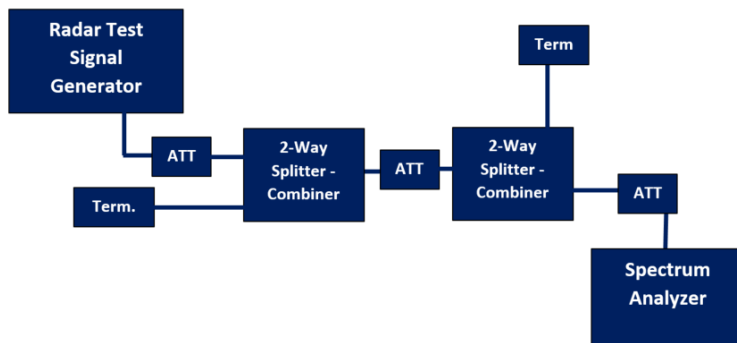 Radar Test
Signal
Generator
Term
ATT
2-Way
Splitter -
Combiner
ATT
2-Way
Splitter -
Combiner
Term.
ATT
Spectrum
Analyzer